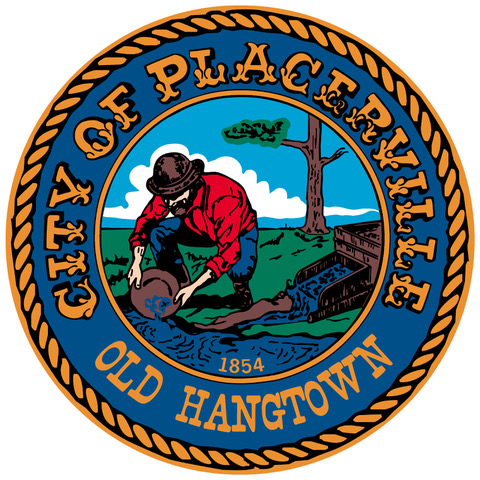 CITY OF PLACERVILLE
1854
OLD HANGTOWN